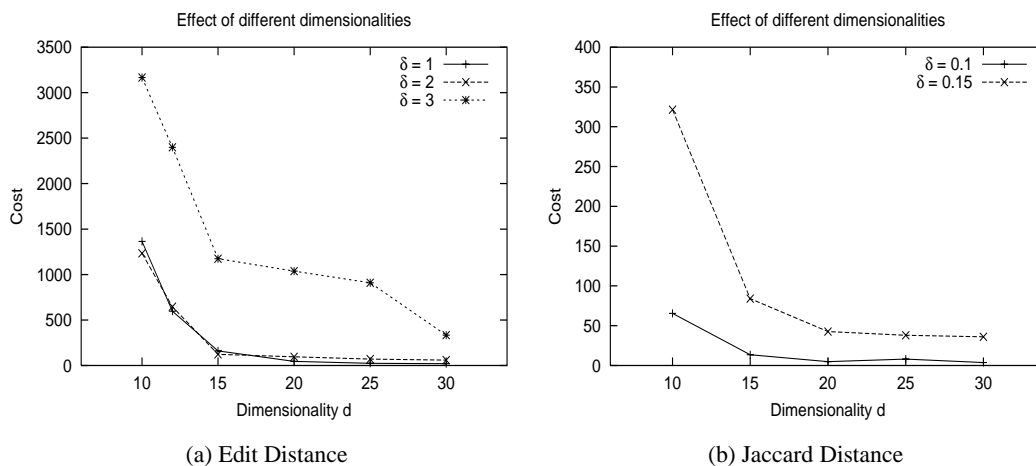 Effect of different dimensionalities
3500
3000
2500
2000
1500
1000
500
0
Cost
10 15 20 25 30
Dimensionality d
δ = 1
δ = 2
δ = 3
(a) Edit Distance
Effect of different dimensionalities
400
350
300
250
200
150
100
50
0
Cost
10 15 20 25 30
Dimensionality d
δ = 0.1
δ = 0.15
(b) Jaccard Distance